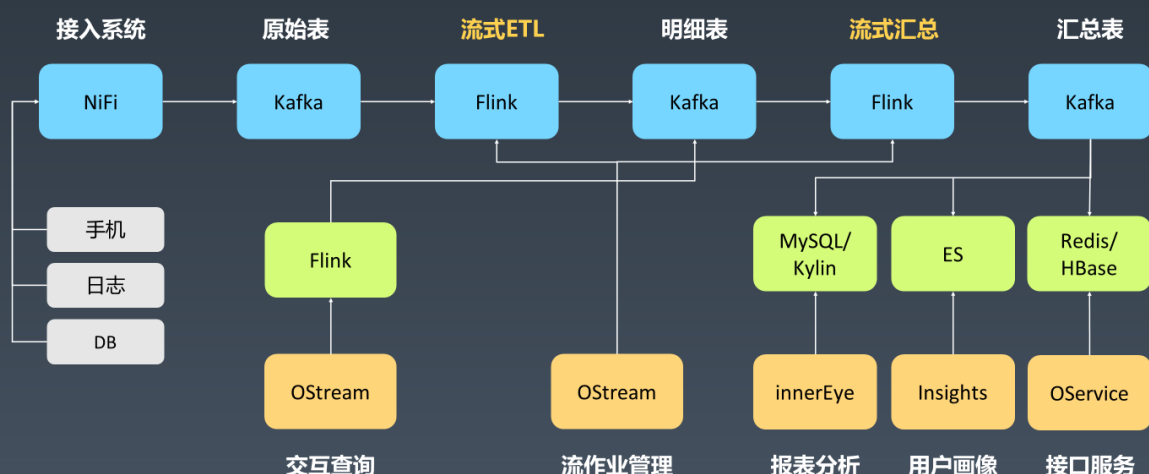 接入系统
原始表
流式ETL
明细表
流式汇总
汇总表
NiFi
Kafka
Flink
Kafka
Flink
Kafka
手机
日志
DB
Flink
MySQL/
Kylin
ES
Redis/
HBase
OStream
OStream
innerEye
Insights
OService
交互查询
流作业管理
报表分析
用户画像
接口服务